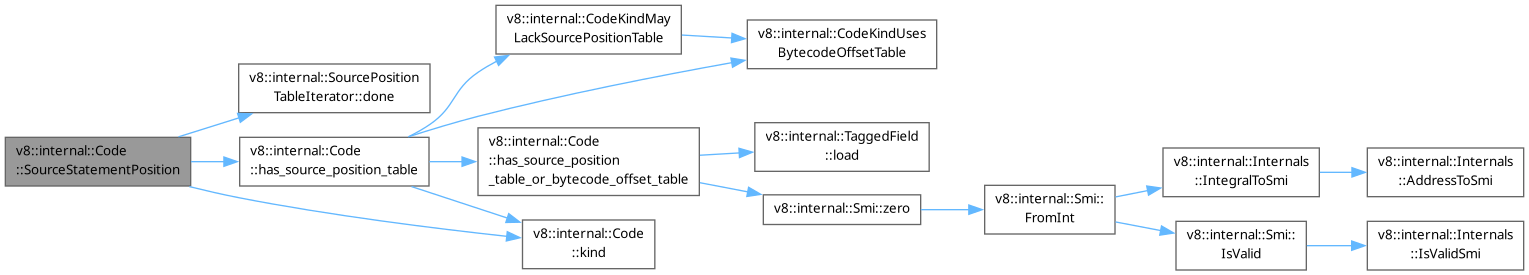 v8::internal::Code
::SourceStatementPosition
v8::internal::SourcePosition
TableIterator::done
v8::internal::Code
::has_source_position_table
v8::internal::CodeKindMay
LackSourcePositionTable
v8::internal::CodeKindUses
BytecodeOffsetTable
v8::internal::Code
::has_source_position
_table_or_bytecode_offset_table
v8::internal::Code
::kind
v8::internal::TaggedField
::load
v8::internal::Smi::zero
v8::internal::Smi::
FromInt
v8::internal::Internals
::IntegralToSmi
v8::internal::Internals
::AddressToSmi
v8::internal::Smi::
IsValid
v8::internal::Internals
::IsValidSmi